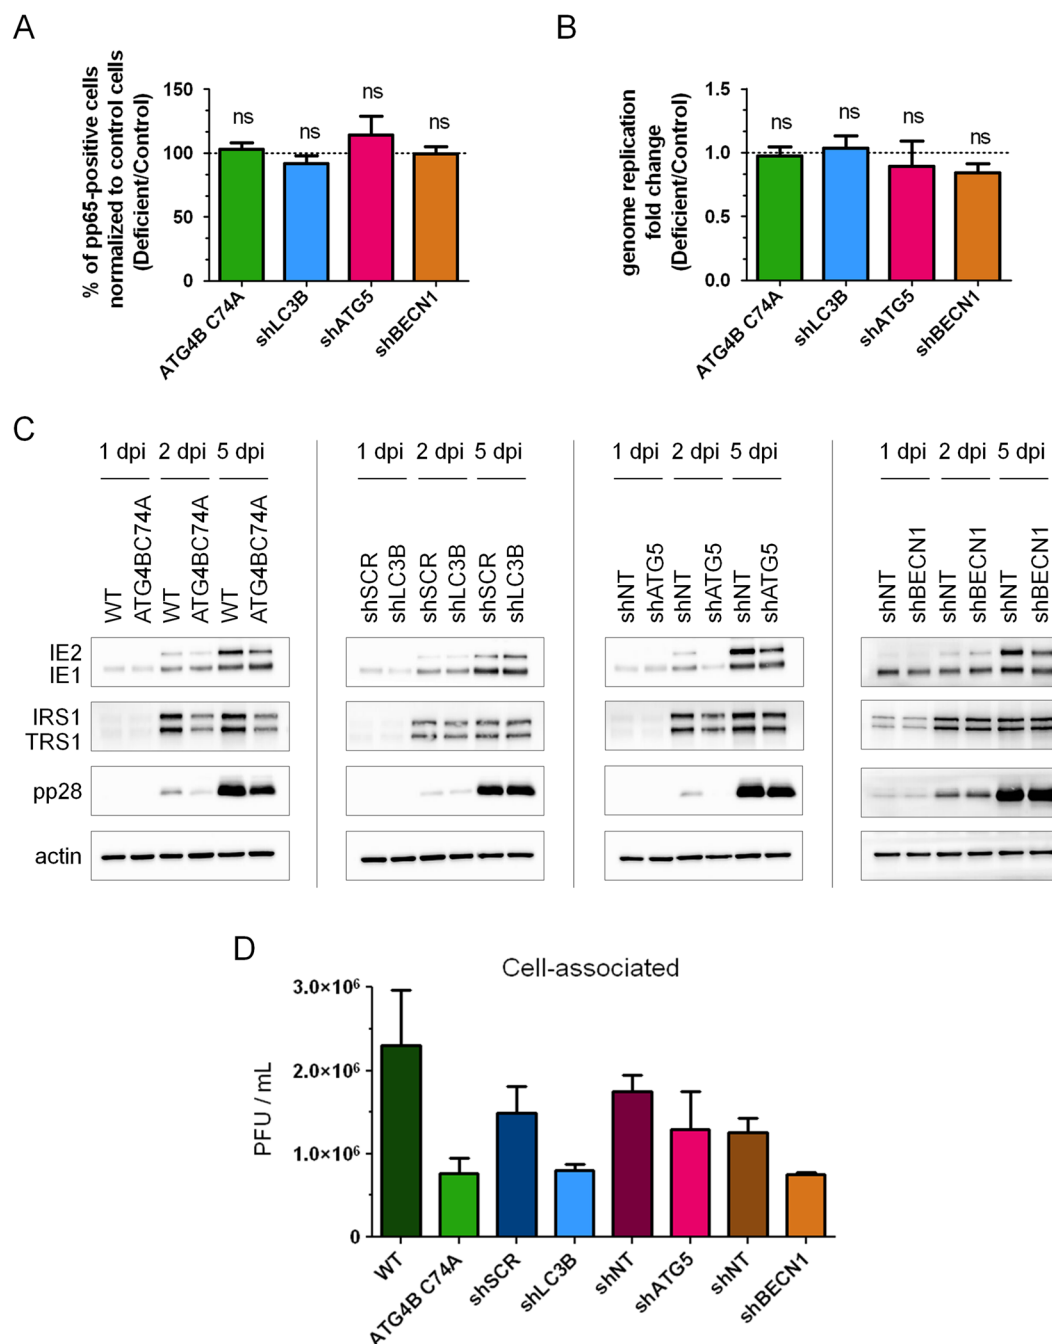 A
% of pp65-positive cells
normalized to control cells
(Deficient/Control)
150
100
50
0
ns
ns
ns
ns
ATG4B C74A
shLC3B
shATG5
shBECN1
B
genome replication
fold change
(Deficient/Control)
1.5
1.0
0.5
0.0
ns
ns
ns
ns
ATG4B C74A
shLC3B
shATG5
shBECN1
C
1 dpi 2 dpi 5 dpi
WT
ATG4BC74A
WT
ATG4BC74A
WT
ATG4BC74A
1 dpi 2 dpi 5 dpi
shSCR
shLC3B
shSCR
shLC3B
shSCR
shLC3B
1 dpi 2 dpi 5 dpi
shNT
shATG5
shNT
shATG5
shNT
shATG5
1 dpi 2 dpi 5 dpi
shNT
shBECN1
shNT
shBECN1
shNT
shBECN1
IE2
IE1
IRS1
TRS1
pp28
actin
D
Cell-associated
PFU / mL
3.0×10⁶
2.0×10⁶
1.0×10⁶
0
WT
ATG4B C74A
shSCR
shLC3B
shNT
shATG5
shNT
shBECN1